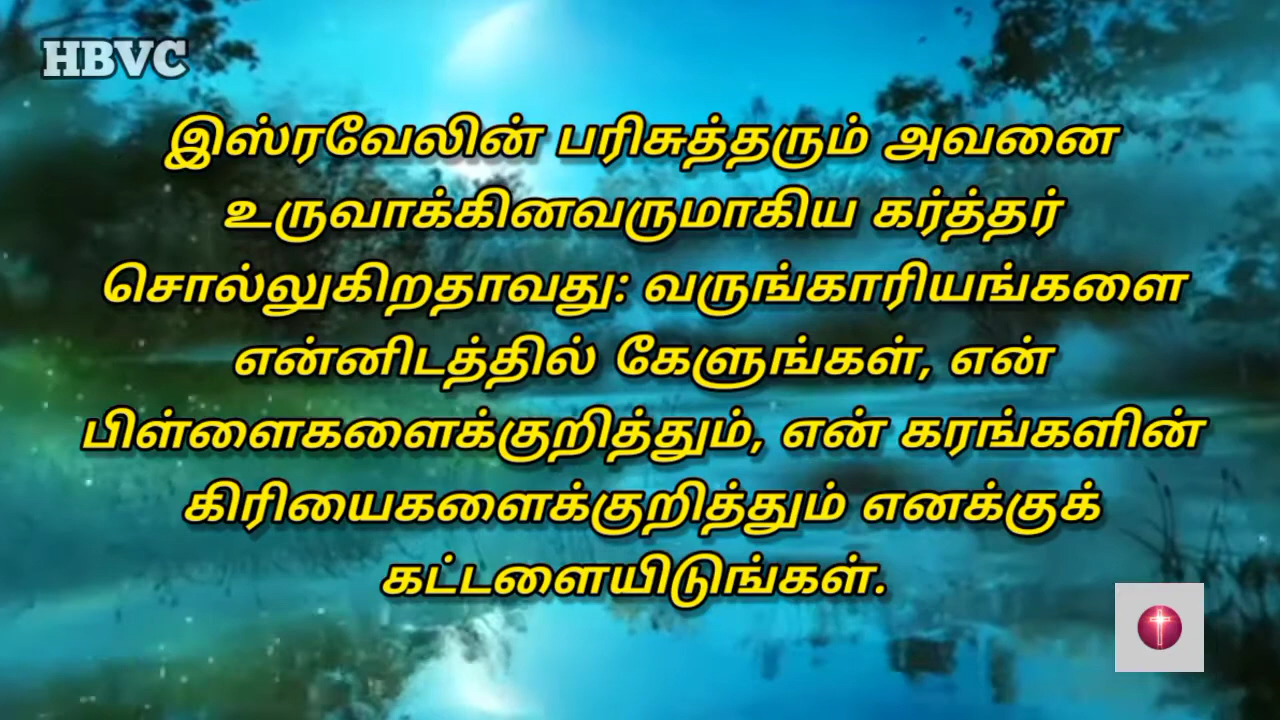 HBVC
இஸ்ரவேலின் பரிசுத்தரும் அவனை
உருவாக்கினவருமாகிய கர்த்தர்
சொல்லுகிறதாவது: வருங்காரியங்களை
என்னிடத்தில் கேளுங்கள், என்
பிள்ளைகளைக்குறித்தும், என் கரங்களின்
கிரியைகளைக்குறித்தும் எனக்குக்
கட்டளையிடுங்கள்.